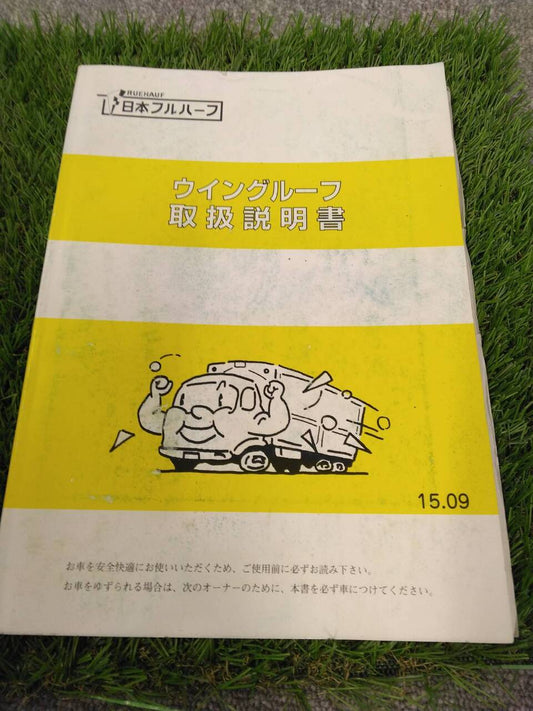 RUEHAUF
日本フルハーフ
ウイングルーフ
取扱説明書
15.09
お車を安全快適にお使いいただくため、ご使用前に必ずお読み下さい。
お車をゆずられる場合は、次のオーナーのために、本書を必ず車につけてください。